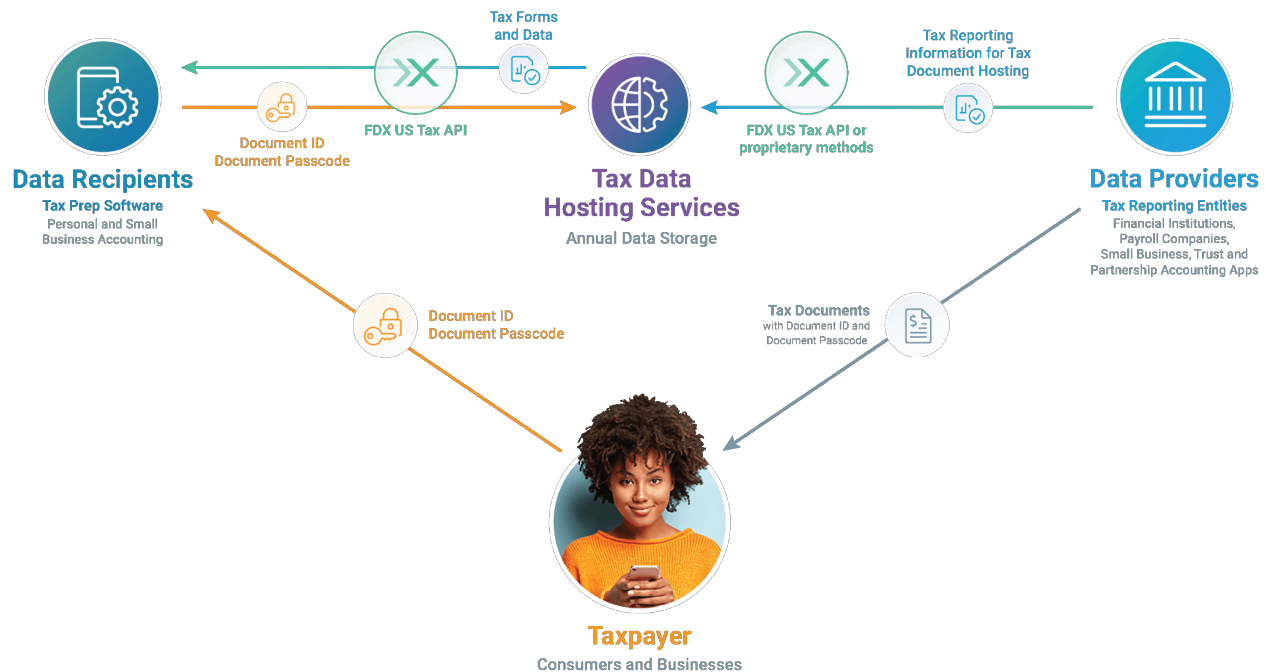 Tax Forms
and Data
Tax Reporting
Information for Tax
Document Hosting
Document ID
Document Passcode
FDX US Tax API
FDX US Tax API or
proprietary methods
Data Recipients
Tax Prep Software
Personal and Small
Business Accounting
Tax Data
Hosting Services
Annual Data Storage
Data Providers
Tax Reporting Entities
Financial Institutions,
Payroll Companies,
Small Business, Trust and
Partnership Accounting Apps
Document ID
Document Passcode
Tax Documents
with Document ID and
Document Passcode
$
Taxpayer
Consumers and Businesses